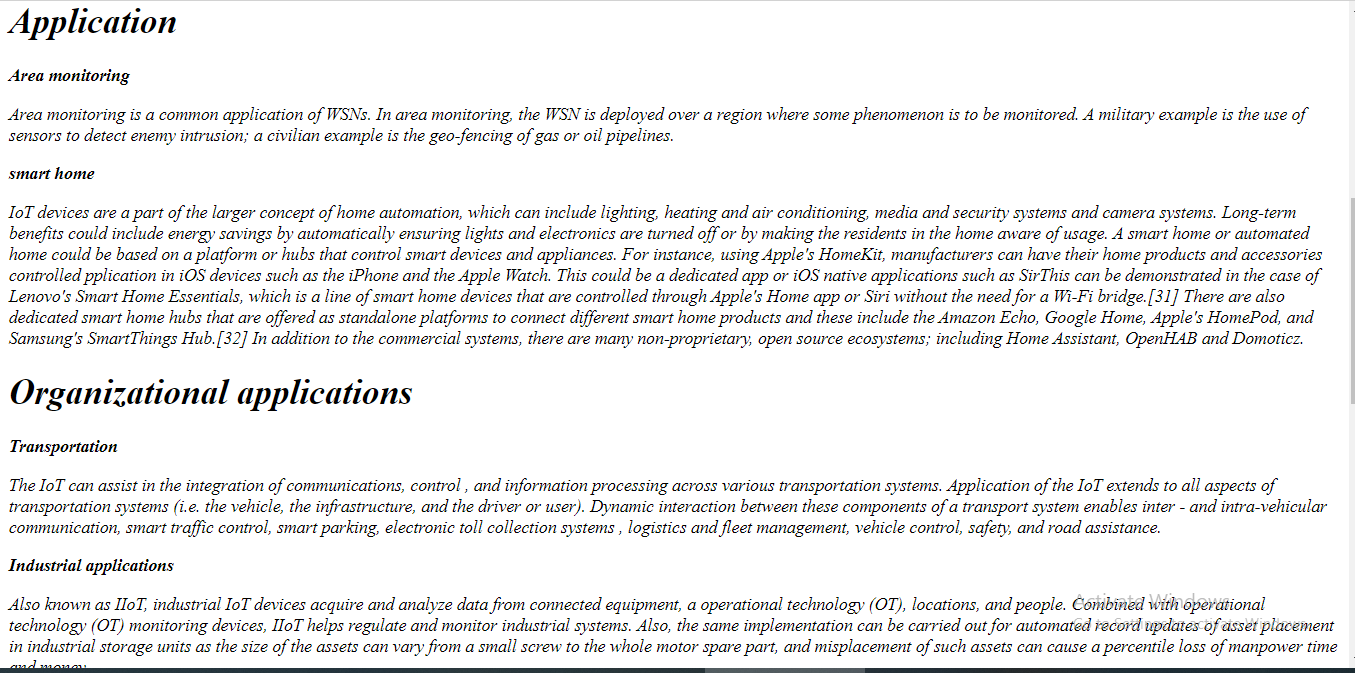 Application
Area monitoring
Area monitoring is a common application of WSNs. In area monitoring, the WSN is deployed over a region where some phenomenon is to be monitored. A military example is the use of
sensors to detect enemy intrusion; a civilian example is the geo-fencing of gas or oil pipelines.
smart home
IoT devices are a part of the larger concept of home automation, which can include lighting, heating and air conditioning, media and security systems and camera systems. Long-term
benefits could include energy savings by automatically ensuring lights and electronics are turned off or by making the residents in the home aware of usage. A smart home or automated
home could be based on a platform or hubs that control smart devices and appliances. For instance, using Apple's HomeKit, manufacturers can have their home products and accessories
controlled pplication in iOS devices such as the iPhone and the Apple Watch. This could be a dedicated app or iOS native applications such as SirThis can be demonstrated in the case of
Lenovo's Smart Home Essentials, which is a line of smart home devices that are controlled through Apple's Home app or Siri without the need for a Wi-Fi bridge.[31] There are also
dedicated smart home hubs that are offered as standalone platforms to connect different smart home products and these include the Amazon Echo, Google Home, Apple's HomePod, and
Samsung's SmartThings Hub.[32] In addition to the commercial systems, there are many non-proprietary, open source ecosystems; including Home Assistant, OpenHAB and Domoticz.
Organizational applications
Transportation
The IoT can assist in the integration of communications, control , and information processing across various transportation systems. Application of the IoT extends to all aspects of
transportation systems (i.e. the vehicle, the infrastructure, and the driver or user). Dynamic interaction between these components of a transport system enables inter - and intra-vehicular
communication, smart traffic control, smart parking, electronic toll collection systems , logistics and fleet management, vehicle control, safety, and road assistance.
Industrial applications
Also known as IIoT, industrial IoT devices acquire and analyze data from connected equipment, a operational technology (OT), locations, and people. Combined with operational
technology (OT) monitoring devices, IIoT helps regulate and monitor industrial systems. Also, the same implementation can be carried out for automated record updates of asset placement
in industrial storage units as the size of the assets can vary from a small screw to the whole motor spare part, and misplacement of such assets can cause a percentile loss of manpower time
and money.
Activate Windows
Go to Settings to activate Windows.